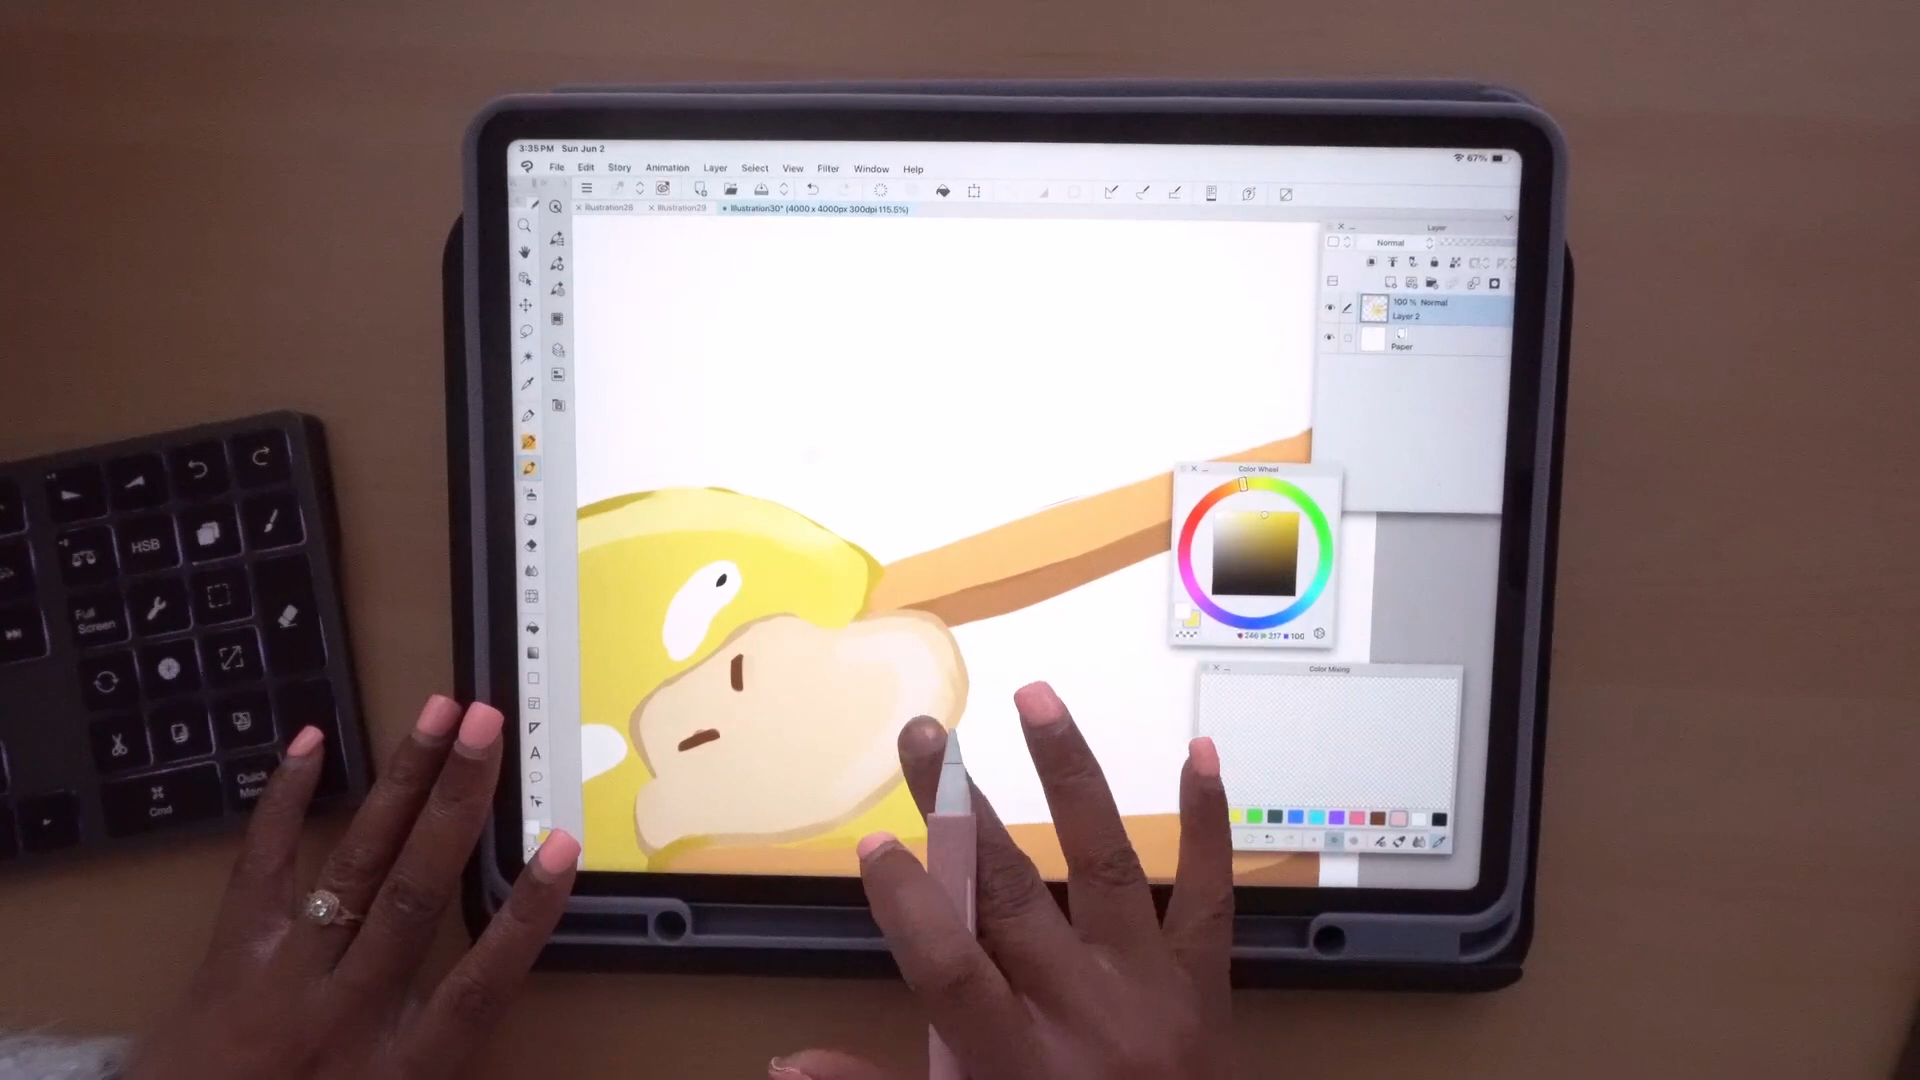 3:35PM Sun Jun 2
67%
File Edit Story Animation Layer Select View Filter Window Help
Illustration28 Illustration29 Illustration30* (4000 x 4000px 300dpi 115.5%)
Layer
Normal
100 % Normal
Layer 2
Paper
Color Wheel
246 217 100
Color Mixing
A
HSB
Full
Screen
Quick
Cmd